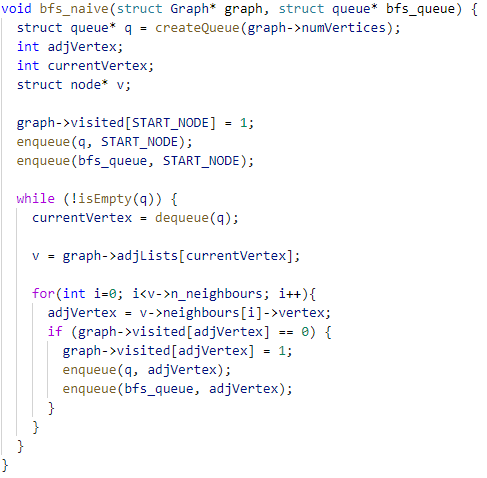 void bfs_naive(struct Graph* graph, struct queue* bfs_queue) {
  struct queue* q = createQueue(graph->numVertices);
  int adjVertex;
  int currentVertex;
  struct node* v;

  graph->visited[START_NODE] = 1;
  enqueue(q, START_NODE);
  enqueue(bfs_queue, START_NODE);

  while (!isEmpty(q)) {
    currentVertex = dequeue(q);

    v = graph->adjLists[currentVertex];

    for(int i=0; i<v->n_neighbours; i++){
      adjVertex = v->neighbours[i]->vertex;
      if (graph->visited[adjVertex] == 0) {
        graph->visited[adjVertex] = 1;
        enqueue(q, adjVertex);
        enqueue(bfs_queue, adjVertex);
      }
    }
  }
}